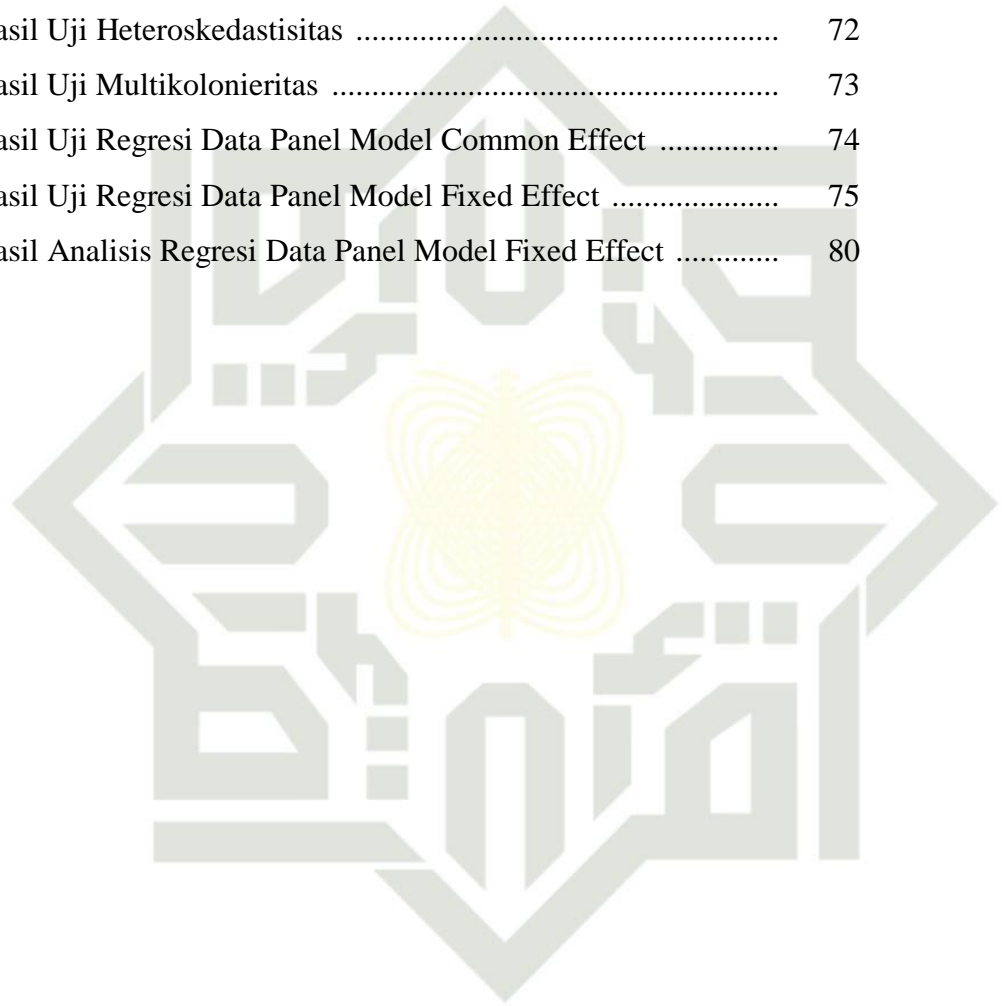 asil Uji Heteroskedastisitas ..................................................... 72
asil Uji Multikolonieritas ........................................................ 73
asil Uji Regresi Data Panel Model Common Effect ............... 74
asil Uji Regresi Data Panel Model Fixed Effect ..................... 75
asil Analisis Regresi Data Panel Model Fixed Effect ............. 80